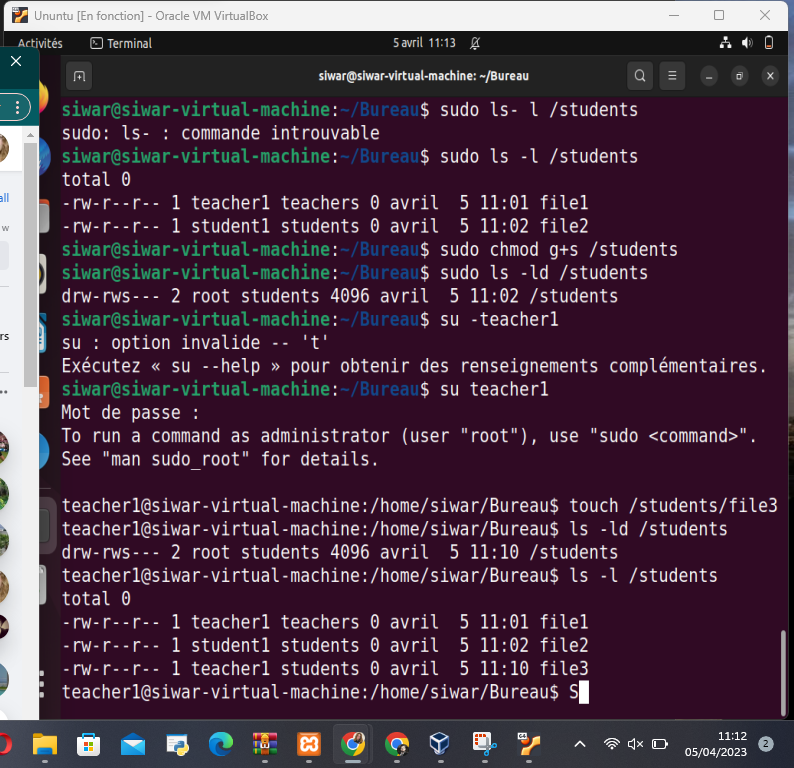 Ununtu [En fonction] - Oracle VM VirtualBox
Activités
Terminal
5 avril 11:13
siwar@siwar-virtual-machine: ~/Bureau
siwar@siwar-virtual-machine:~/Bureau$ sudo ls- l /students
sudo: ls- : commande introuvable
siwar@siwar-virtual-machine:~/Bureau$ sudo ls -l /students
total 0
-rw-r--r-- 1 teacher1 teachers 0 avril  5 11:01 file1
-rw-r--r-- 1 student1 students 0 avril  5 11:02 file2
siwar@siwar-virtual-machine:~/Bureau$ sudo chmod g+s /students
siwar@siwar-virtual-machine:~/Bureau$ sudo ls -ld /students
drw-rws--- 2 root students 4096 avril  5 11:02 /students
siwar@siwar-virtual-machine:~/Bureau$ su -teacher1
su : option invalide -- 't'
Exécutez « su --help » pour obtenir des renseignements complémentaires.
siwar@siwar-virtual-machine:~/Bureau$ su teacher1
Mot de passe :
To run a command as administrator (user "root"), use "sudo <command>".
See "man sudo_root" for details.
teacher1@siwar-virtual-machine:/home/siwar/Bureau$ touch /students/file3
teacher1@siwar-virtual-machine:/home/siwar/Bureau$ ls -ld /students
drw-rws--- 2 root students 4096 avril  5 11:10 /students
teacher1@siwar-virtual-machine:/home/siwar/Bureau$ ls -l /students
total 0
-rw-r--r-- 1 teacher1 teachers 0 avril  5 11:01 file1
-rw-r--r-- 1 student1 students 0 avril  5 11:02 file2
-rw-r--r-- 1 teacher1 students 0 avril  5 11:10 file3
teacher1@siwar-virtual-machine:/home/siwar/Bureau$ S
all
w
rs
11:12
05/04/2023
2